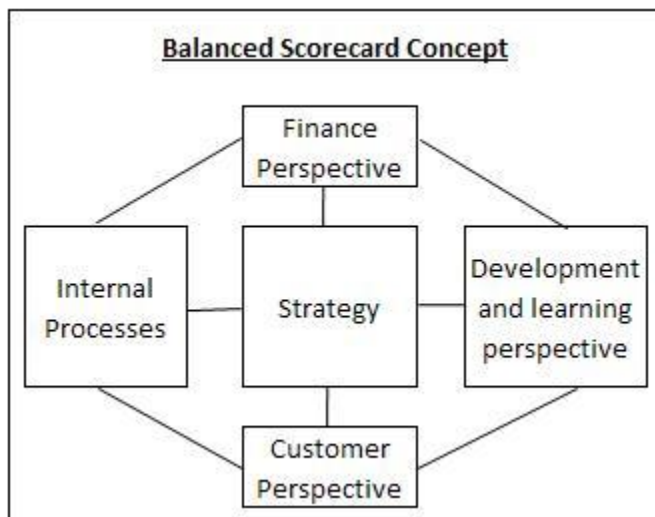 Balanced Scorecard Concept
Finance
Perspective
Internal
Processes
Strategy
Development
and learning
perspective
Customer
Perspective